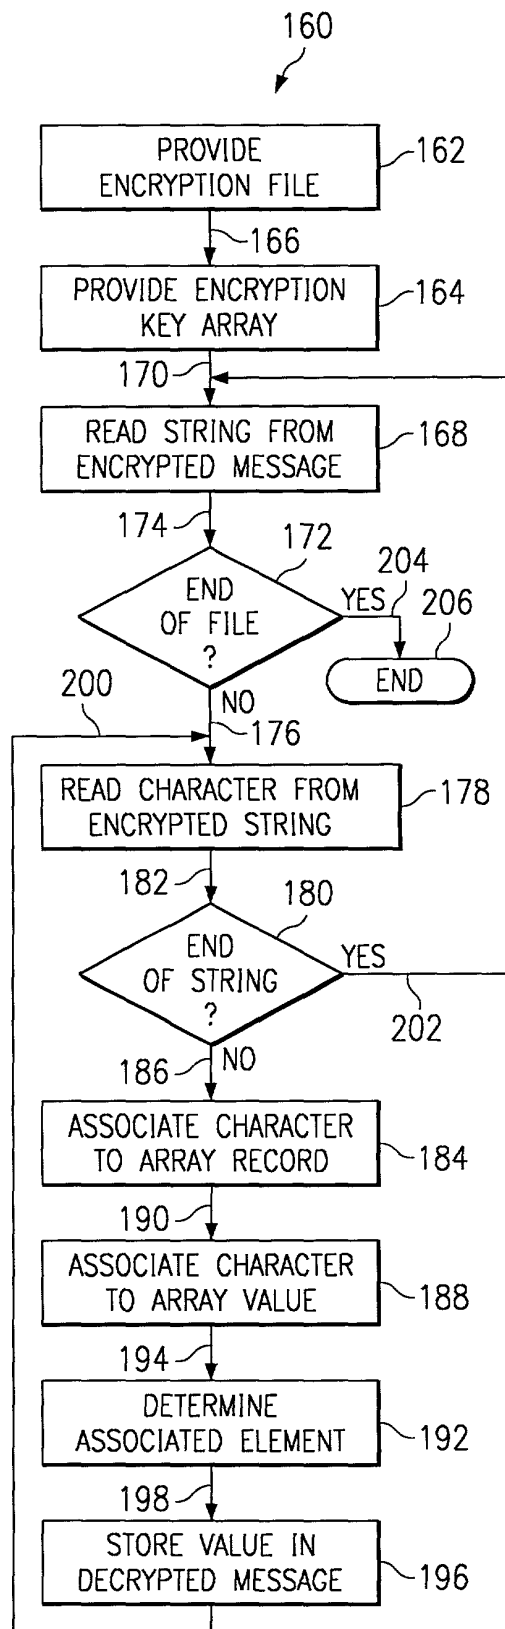 160
PROVIDE
ENCRYPTION FILE
162
166
PROVIDE ENCRYPTION
KEY ARRAY
164
170
READ STRING FROM
ENCRYPTED MESSAGE
168
174
172
END
OF FILE
?
YES
204
206
END
NO
200
176
READ CHARACTER FROM
ENCRYPTED STRING
178
182
180
END
OF STRING
?
YES
202
186
NO
ASSOCIATE CHARACTER
TO ARRAY RECORD
184
190
ASSOCIATE CHARACTER
TO ARRAY VALUE
188
194
DETERMINE
ASSOCIATED ELEMENT
192
198
STORE VALUE IN
DECRYPTED MESSAGE
196